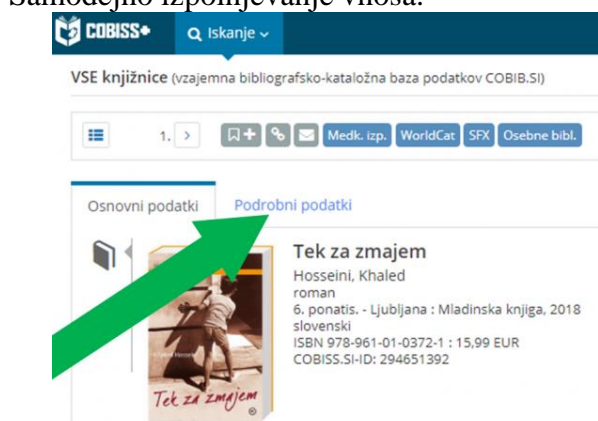 Samodejno izpolnjevanje vnosa.
COBISS+ Iskanje
VSE knjižnice (vzajemna bibliografsko-kataložna baza podatkov COBIB.SI)
1. Medk. izp. WorldCat SFX Osebne bibl.
Osnovni podatki Podrobni podatki
Tek za zmajem
Hosseini, Khaled
roman
6. ponatis. - Ljubljana : Mladinska knjiga, 2018
slovenski
ISBN 978-961-01-0372-1 : 15,99 EUR
COBISS.SI-ID: 294651392
Khaled Hosseini
Tek za zmajem